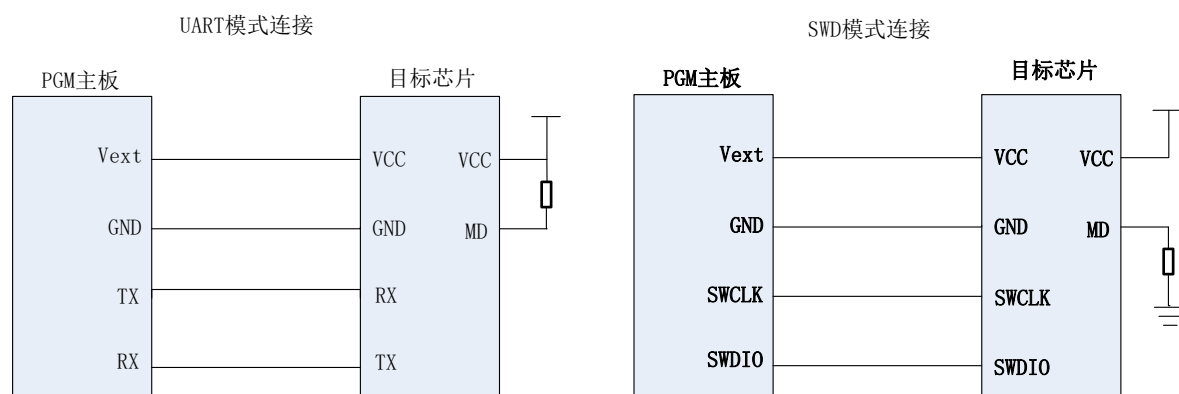 UART模式连接
PGM主板
目标芯片
Vext
VCC
VCC
GND
GND
MD
TX
RX
RX
TX
SWD模式连接
PGM主板
目标芯片
Vext
VCC
VCC
GND
GND
MD
SWCLK
SWCLK
SWDIO
SWDIO